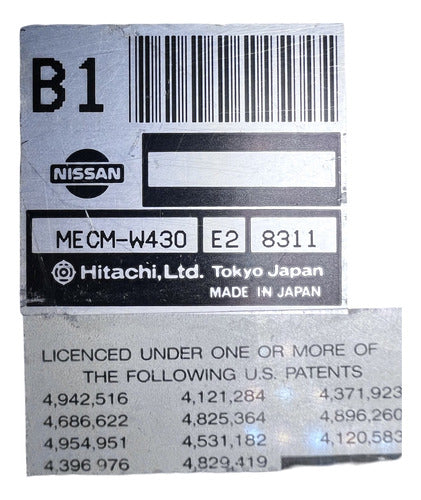 B1
NISSAN
MECM-W430 E2 8311
Hitachi, Ltd. Tokyo Japan
MADE IN JAPAN
LICENCED UNDER ONE OR MORE OF
THE FOLLOWING U.S. PATENTS
4,942,516 4,121,284 4,371,923
4,686,622 4,825,364 4,896,260
4,954,951 4,531,182 4,120,583
4,396,976 4,829,419